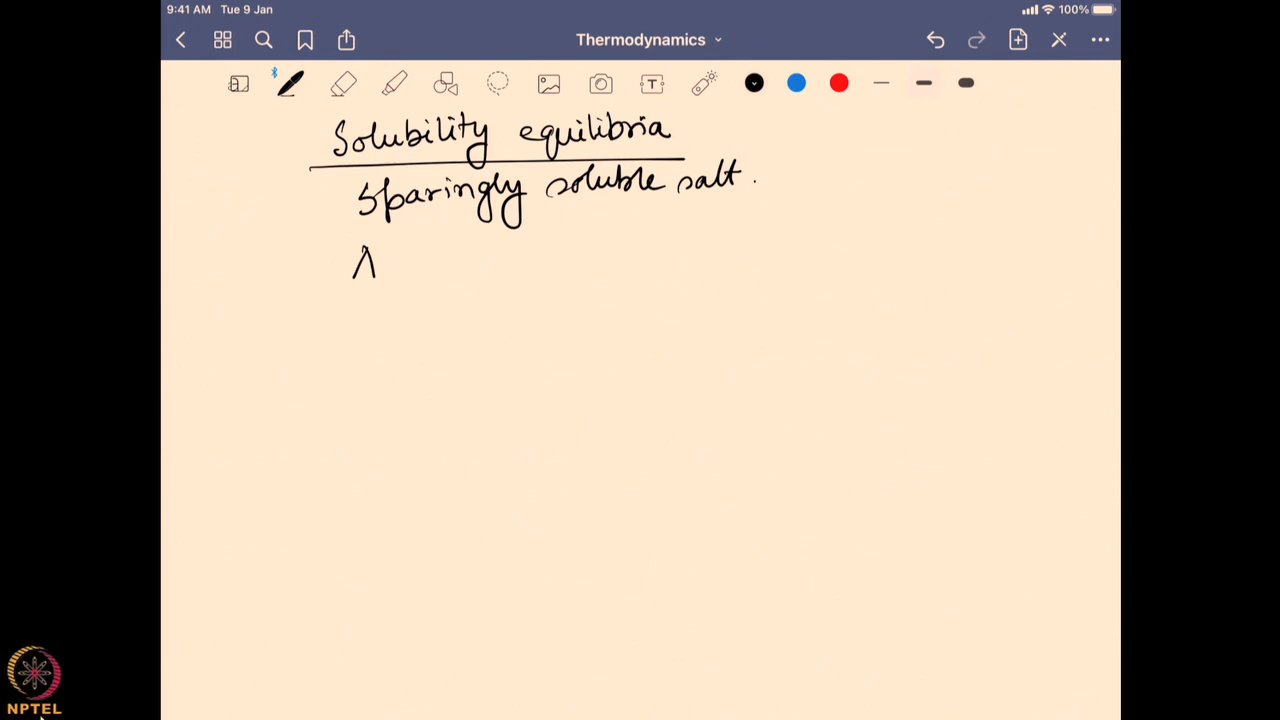 9:41 AM Tue 9 Jan
100%
Thermodynamics
T
Solubility equilibria
Sparingly soluble salt.
NPTEL